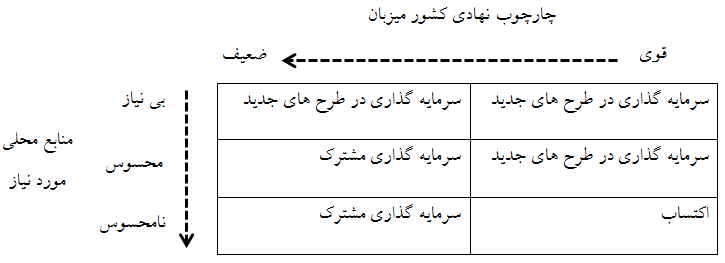 چارچوب نهادی کشور میزبان
قوی ضعیف
سرمایه گذاری در طرح های جدید سرمایه گذاری در طرح های جدید بی نیاز
سرمایه گذاری در طرح های جدید سرمایه گذاری مشترک محسوس
منابع محلی
مورد نیاز
اکتساب سرمایه گذاری مشترک نامحسوس